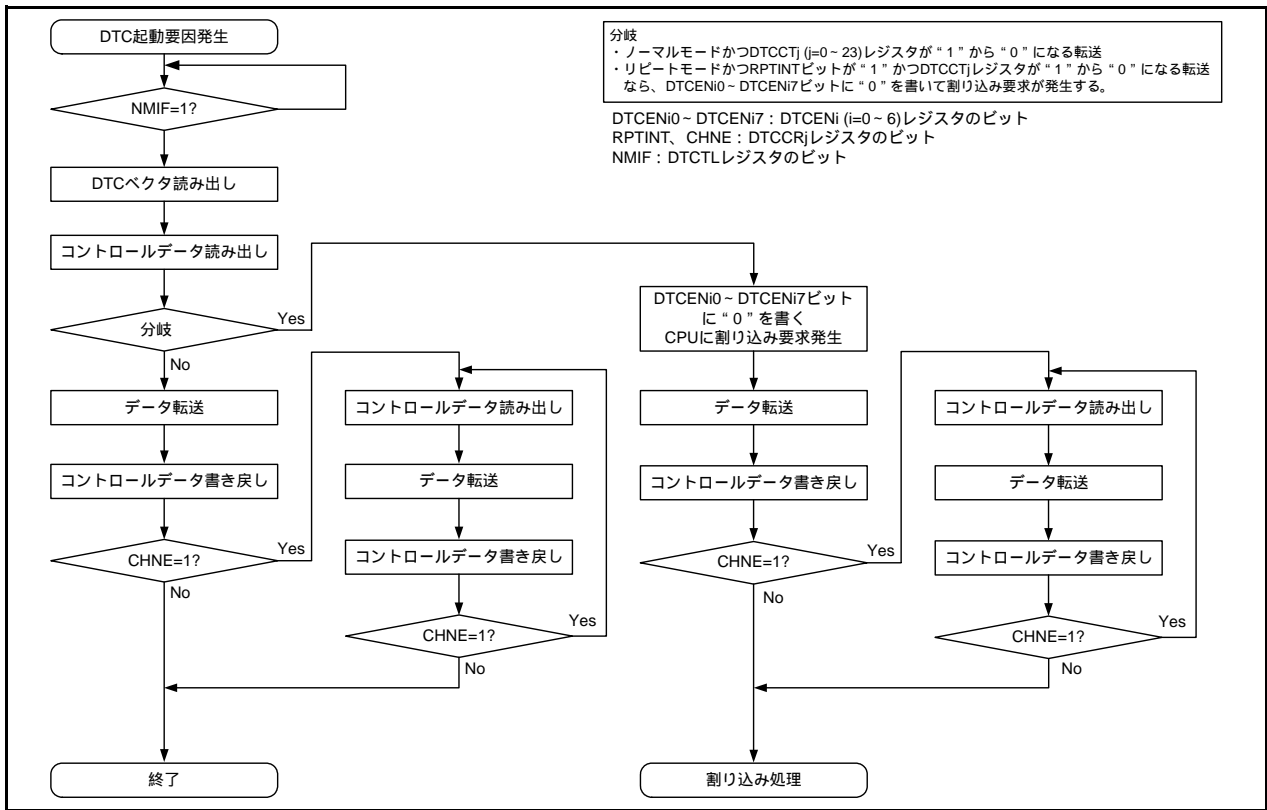 DTC起動要因発生
NMIF=1?
DTCベクタ読み出し
コントロールデータ読み出し
分岐
Yes
No
データ転送
コントロールデータ書き戻し
CHNE=1?
Yes
No
終了
コントロールデータ読み出し
データ転送
コントロールデータ書き戻し
CHNE=1?
Yes
No
分岐
・ノーマルモードかつDTCCTj (j=0~23)レジスタが“1”から“0”になる転送
・リピートモードかつRPTINTビットが“1”かつDTCCTjレジスタが“1”から“0”になる転送
なら、DTCENi0~DTCENi7ビットに“0”を書いて割り込み要求が発生する。
DTCENi0~DTCENi7:DTCENi (i=0~6)レジスタのビット
RPTINT、CHNE:DTCCRjレジスタのビット
NMIF:DTCTLレジスタのビット
DTCENi0~DTCENi7ビット
に“0”を書く
CPUに割り込み要求発生
データ転送
コントロールデータ書き戻し
CHNE=1?
Yes
No
割り込み処理
コントロールデータ読み出し
データ転送
コントロールデータ書き戻し
CHNE=1?
Yes
No